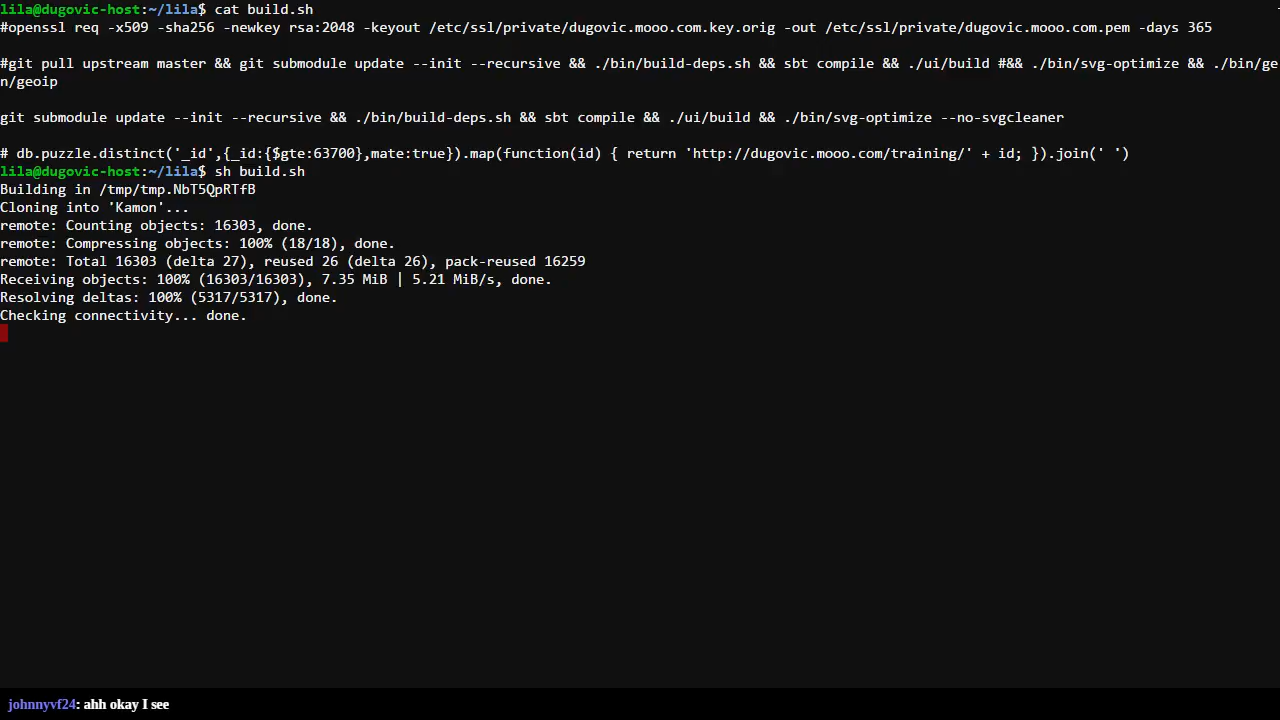 lila@dugovic-host:~/lila$ cat build.sh
#openssl req -x509 -sha256 -newkey rsa:2048 -keyout /etc/ssl/private/dugovic.mooo.com.key.orig -out /etc/ssl/private/dugovic.mooo.com.pem -days 365
#git pull upstream master && git submodule update --init --recursive && ./bin/build-deps.sh && sbt compile && ./ui/build #&& ./bin/svg-optimize && ./bin/ge
n/geoip
git submodule update --init --recursive && ./bin/build-deps.sh && sbt compile && ./ui/build && ./bin/svg-optimize --no-svgcleaner
# db.puzzle.distinct('_id',{_id:{$gte:63700},mate:true}).map(function(id) { return 'http://dugovic.mooo.com/training/' + id; }).join(' ')
lila@dugovic-host:~/lila$ sh build.sh
Building in /tmp/tmp.NbT5QpRTfB
Cloning into 'Kamon'...
remote: Counting objects: 16303, done.
remote: Compressing objects: 100% (18/18), done.
remote: Total 16303 (delta 27), reused 26 (delta 26), pack-reused 16259
Receiving objects: 100% (16303/16303), 7.35 MiB | 5.21 MiB/s, done.
Resolving deltas: 100% (5317/5317), done.
Checking connectivity... done.
johnnyvf24: ahh okay I see